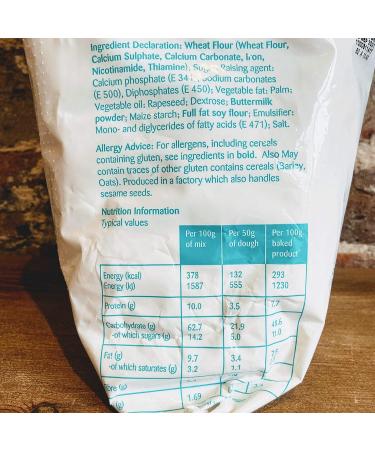 Ingredient Declaration: Wheat Flour (Wheat Flour,
Calcium Sulphate, Calcium Carbonate, Iron,
Nicotinamide, Thiamine), Sugar, Raising agent:
Calcium phosphate (E 341), Sodium carbonates
(E 500), Diphosphates (E 450); Vegetable fat: Palm;
Vegetable oil: Rapeseed; Dextrose; Buttermilk
powder; Maize starch; Full fat soy flour; Emulsifier:
Mono- and diglycerides of fatty acids (E 471); Salt.
Allergy Advice: For allergens, including cereals
containing gluten, see ingredients in bold. Also May
contain traces of other gluten contains cereals (Barley,
Oats). Produced in a factory which also handles
sesame seeds.
Nutrition Information
Typical values
Per 100g of mix Per 50g of dough Per 100g baked product*
Energy (kcal) 378 132 293
Energy (kJ) 1587 555 1230
Protein (g) 10.0 3.5 7.7
Carbohydrate (g) 62.7 21.9 48.6
-of which sugars (g) 14.2 5.0 11.0
Fat (g) 9.7 3.4
-of which saturates (g) 3.2 1.1
Fibre (g)
1.69